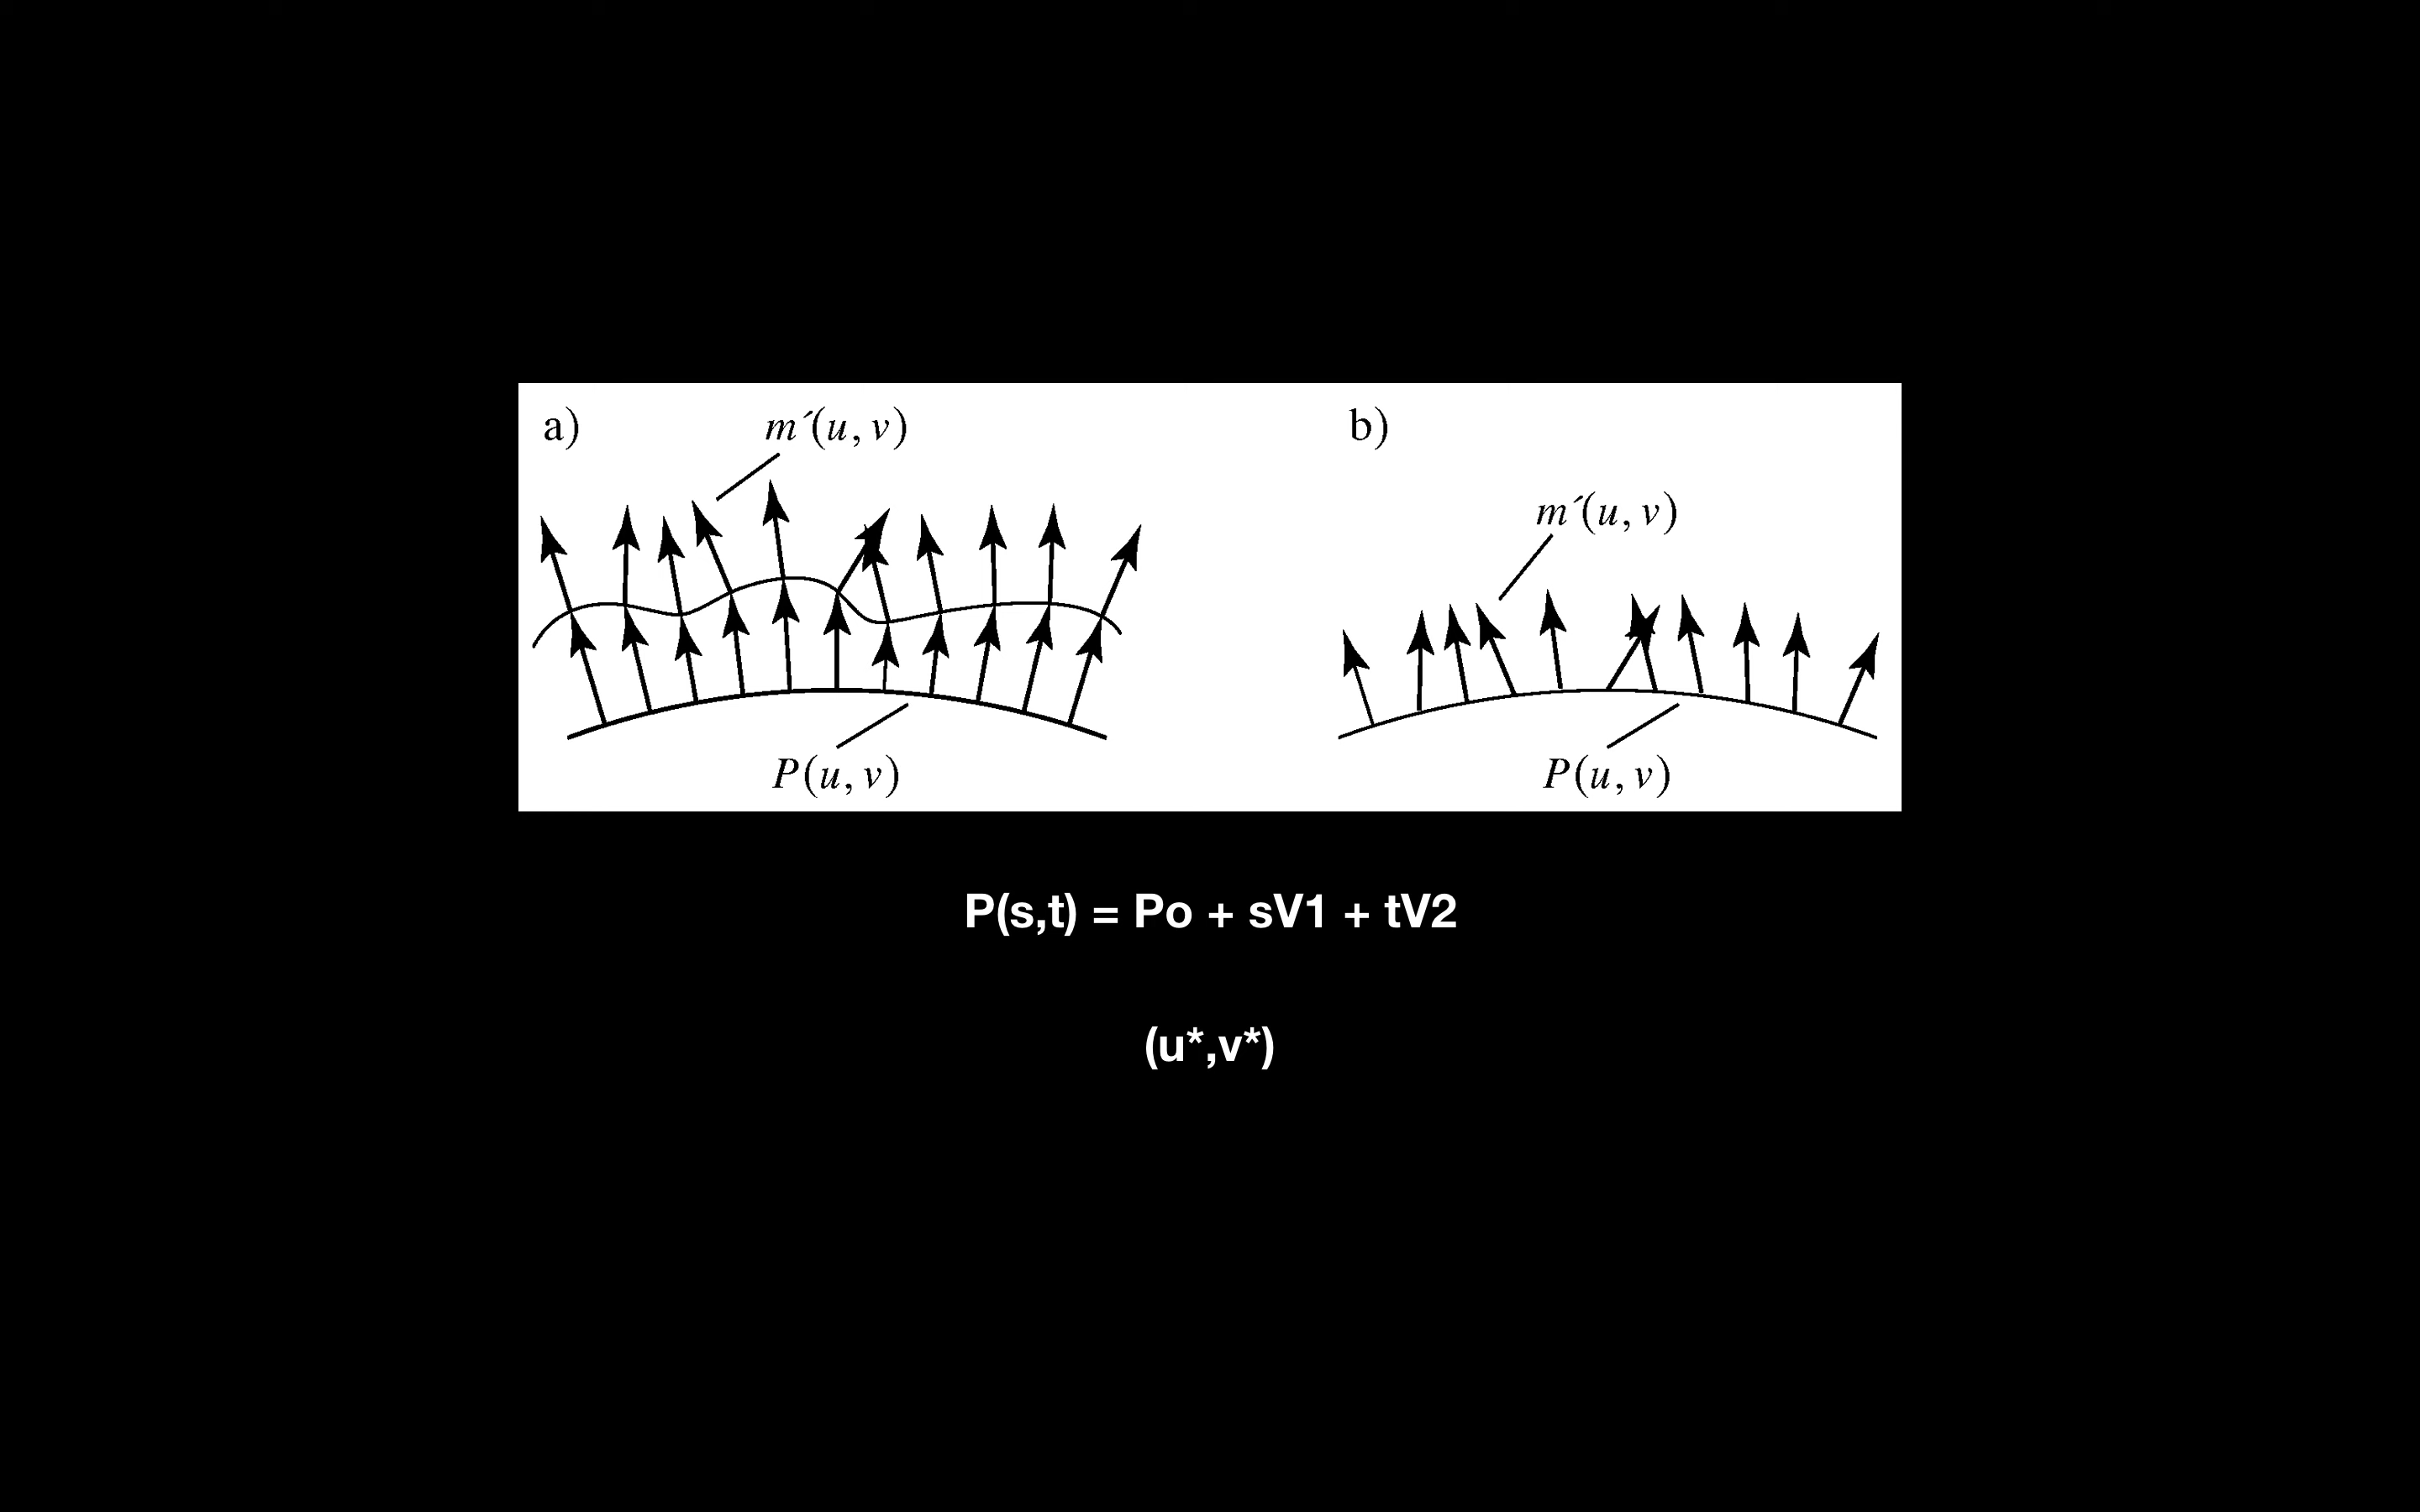 a)
m´(u, v)
P(u, v)
b)
m´(u, v)
P(u, v)
P(s,t) = Po + sV1 + tV2
(u*,v*)